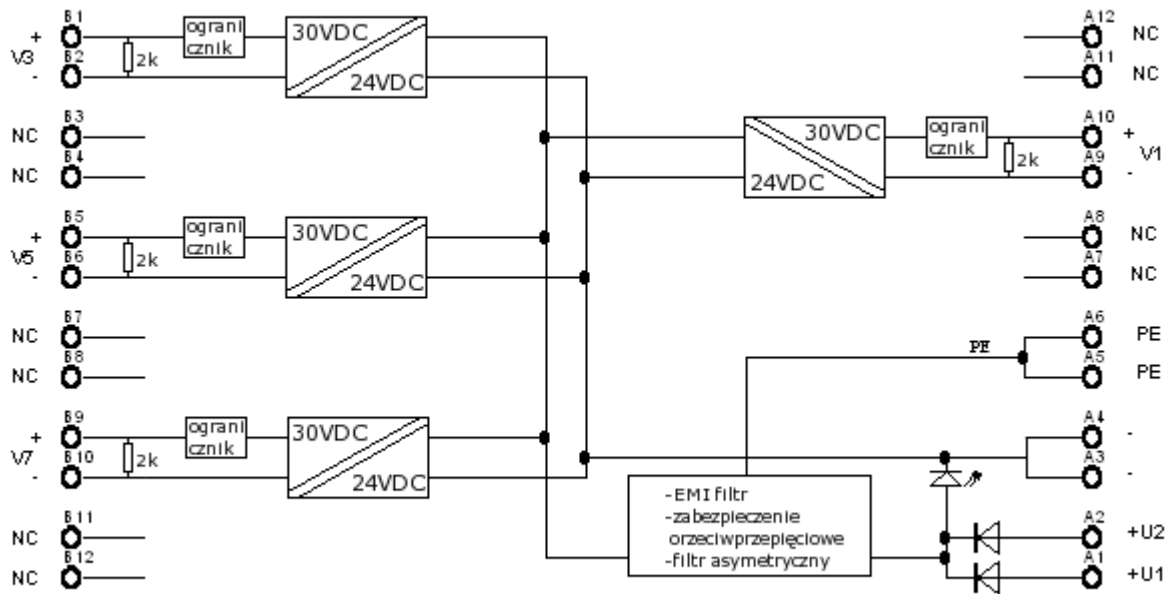 B1
+
V3
B2
-
2k
ograni
cznik
30VDC
24VDC
B3
NC
B4
NC
B5
+
V5
B6
-
2k
ograni
cznik
30VDC
24VDC
B7
NC
B8
NC
B9
+
V7
B10
-
2k
ograni
cznik
30VDC
24VDC
B11
NC
B12
NC
A12
NC
A11
NC
30VDC
24VDC
ograni
cznik
2k
A10
+
V1
A9
-
A8
NC
A7
NC
A6
PE
PE
A5
PE
A4
-
A3
-
-EMI filtr
-zabezpieczenie
orzeciwprzepięciowe
-filtr asymetryczny
A2
+U2
A1
+U1